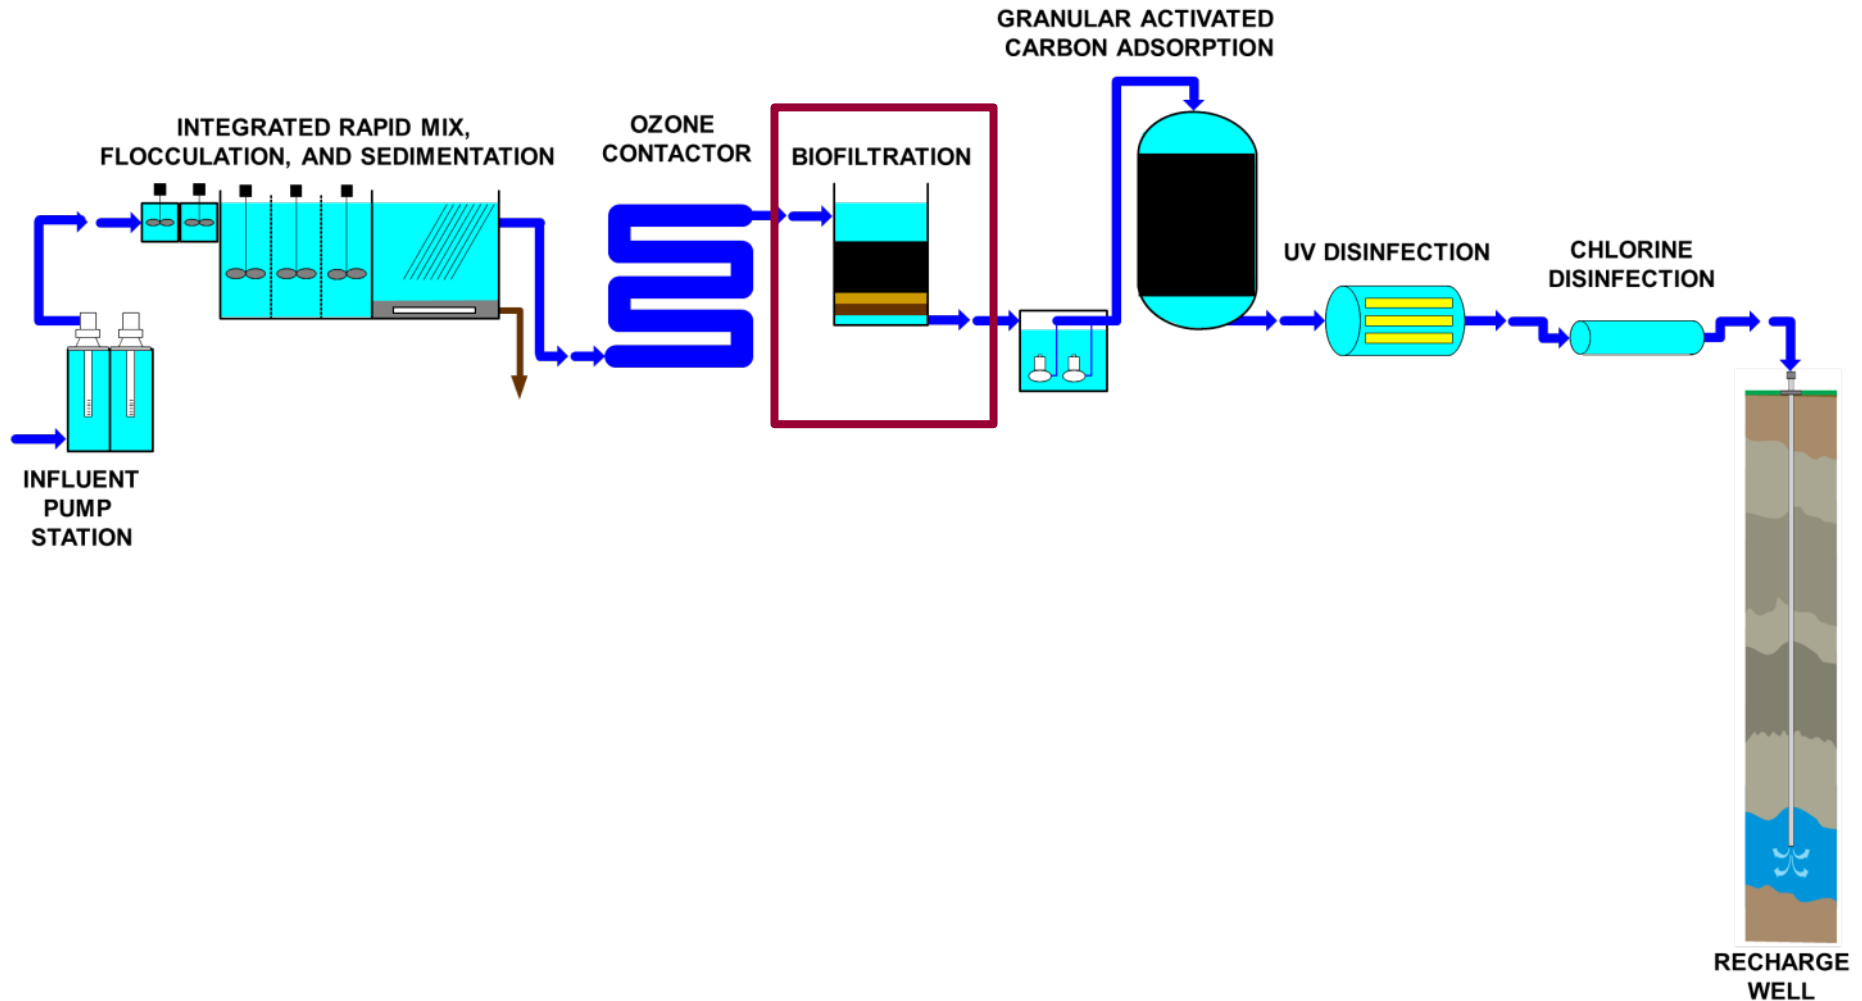 GRANULAR ACTIVATED
CARBON ADSORPTION
INTEGRATED RAPID MIX,
FLOCCULATION, AND SEDIMENTATION
OZONE
CONTACTOR
BIOFILTRATION
UV DISINFECTION
CHLORINE
DISINFECTION
INFLUENT
PUMP
STATION
RECHARGE
WELL